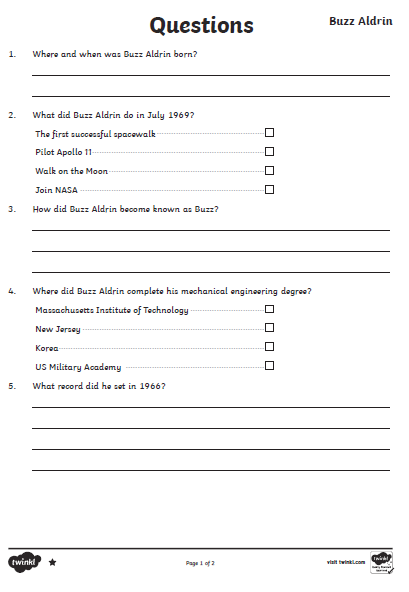 Questions
Buzz Aldrin
1. Where and when was Buzz Aldrin born?
2. What did Buzz Aldrin do in July 1969?
The first successful spacewalk
Pilot Apollo 11
Walk on the Moon
Join NASA
3. How did Buzz Aldrin become known as Buzz?
4. Where did Buzz Aldrin complete his mechanical engineering degree?
Massachusetts Institute of Technology
New Jersey
Korea
US Military Academy
5. What record did he set in 1966?
twinkl
Page 1 of 2
visit twinkl.com
twinkl